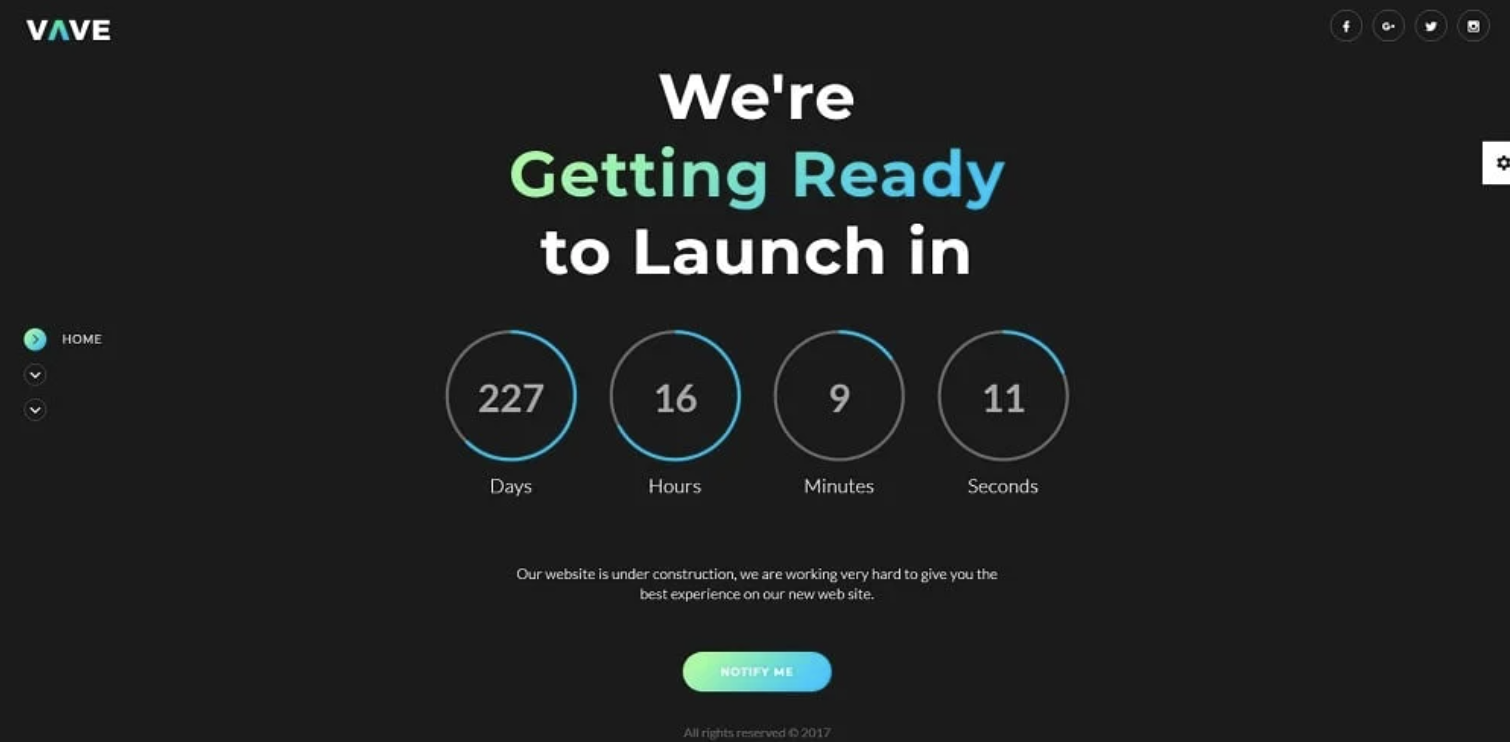 VAVE
We're
Getting Ready
to Launch in
HOME
227 16 9 11
Days Hours Minutes Seconds
Our website is under construction, we are working very hard to give you the
best experience on our new web site.
NOTIFY ME
All rights reserved © 2017